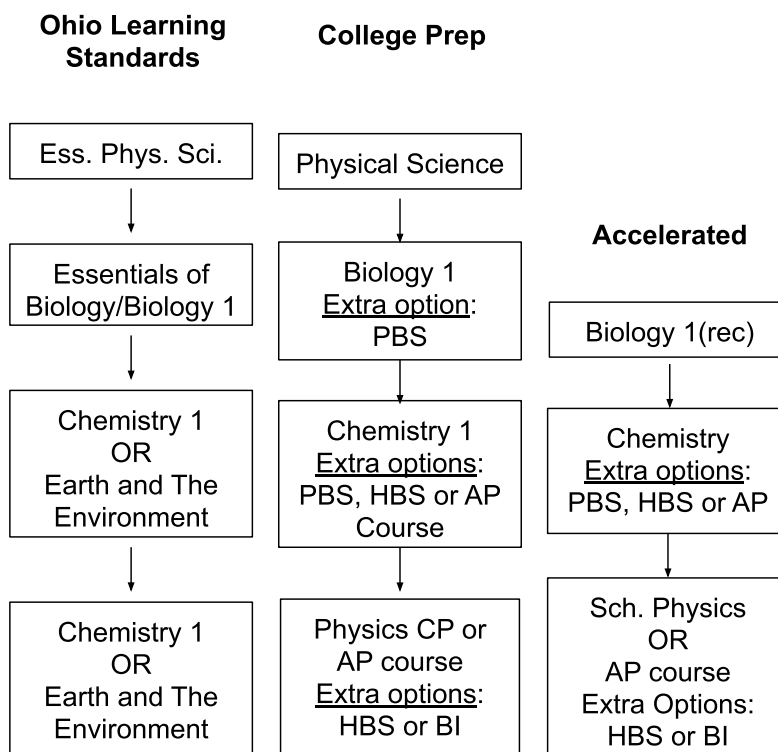 Ohio Learning
Standards
Ess. Phys. Sci.
Essentials of
Biology/Biology 1
Chemistry 1
OR
Earth and The
Environment
Chemistry 1
OR
Earth and The
Environment
College Prep
Physical Science
Biology 1
Extra option:
PBS
Chemistry 1
Extra options:
PBS, HBS or AP
Course
Physics CP or
AP course
Extra options:
HBS or BI
Accelerated
Biology 1(rec)
Chemistry
Extra options:
PBS, HBS or AP
Sch. Physics
OR
AP course
Extra Options:
HBS or BI